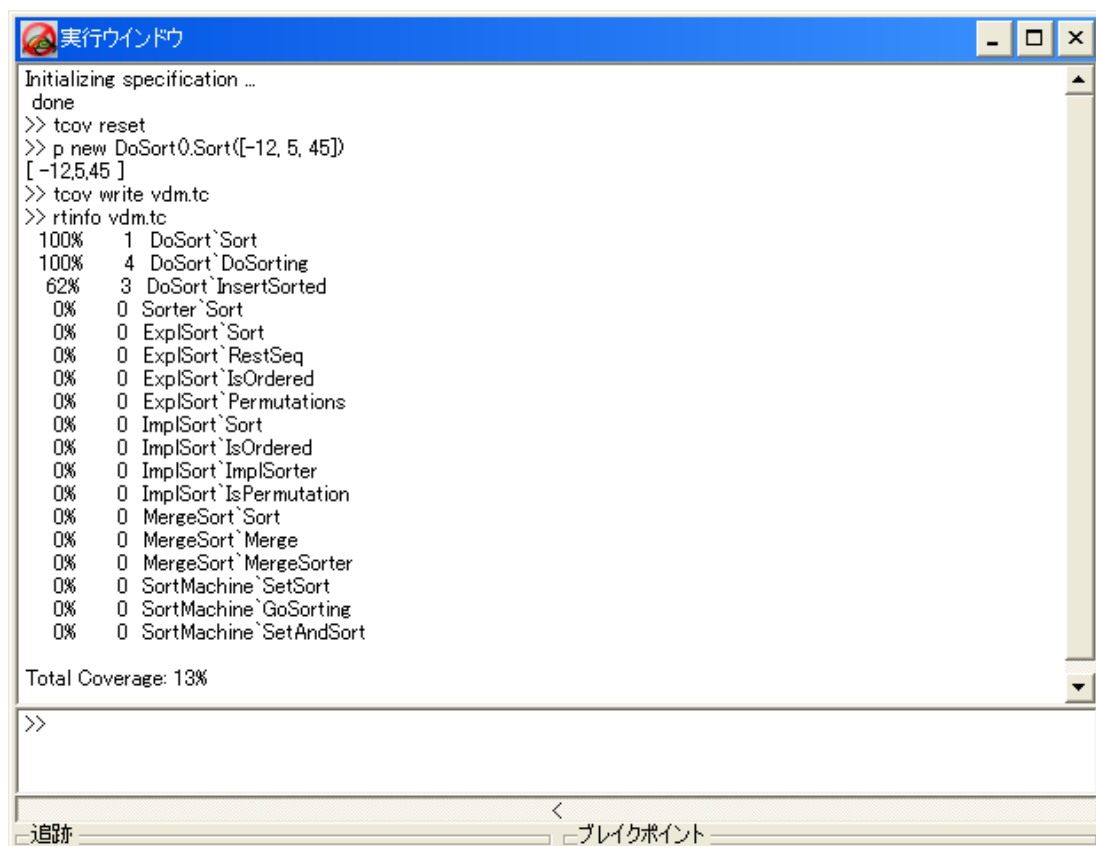 実行ウインドウ
Initializing specification ...
done
>> tcov reset
>> p new DoSort().Sort([-12, 5, 45])
[ -12,5,45 ]
>> tcov write vdm.tc
>> rtinfo vdm.tc
100% 1 DoSort`Sort
100% 4 DoSort`DoSorting
62% 3 DoSort`InsertSorted
0% 0 Sorter`Sort
0% 0 ExplSort`Sort
0% 0 ExplSort`RestSeq
0% 0 ExplSort`IsOrdered
0% 0 ExplSort`Permutations
0% 0 ImplSort`Sort
0% 0 ImplSort`IsOrdered
0% 0 ImplSort`ImplSorter
0% 0 ImplSort`IsPermutation
0% 0 MergeSort`Sort
0% 0 MergeSort`Merge
0% 0 MergeSort`MergeSorter
0% 0 SortMachine`SetSort
0% 0 SortMachine`GoSorting
0% 0 SortMachine`SetAndSort
Total Coverage: 13%
>>
<
追跡
ブレイクポイント